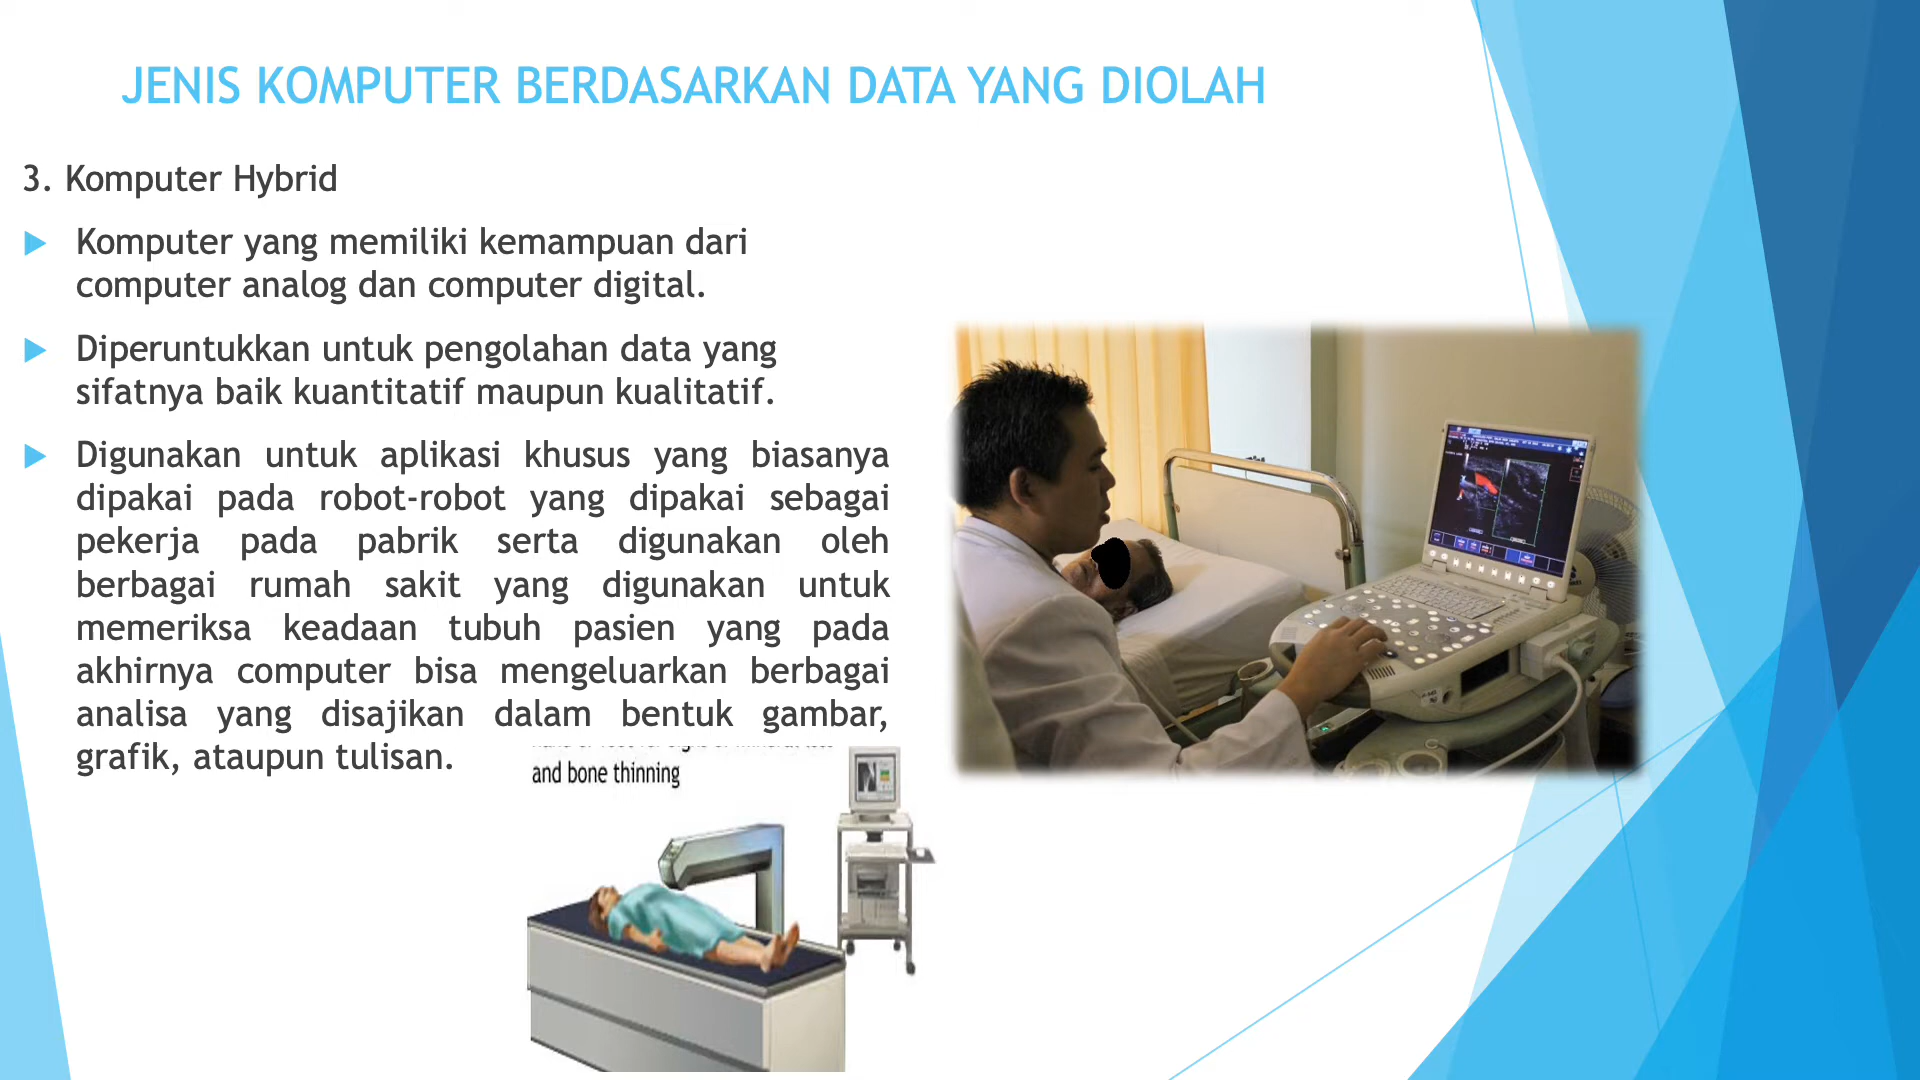 JENIS KOMPUTER BERDASARKAN DATA YANG DIOLAH
3. Komputer Hybrid
Komputer yang memiliki kemampuan dari
computer analog dan computer digital.
Diperuntukkan untuk pengolahan data yang
sifatnya baik kuantitatif maupun kualitatif.
Digunakan untuk aplikasi khusus yang biasanya
dipakai pada robot-robot yang dipakai sebagai
pekerja pada pabrik serta digunakan oleh
berbagai rumah sakit yang digunakan untuk
memeriksa keadaan tubuh pasien yang pada
akhirnya computer bisa mengeluarkan berbagai
analisa yang disajikan dalam bentuk gambar,
grafik, ataupun tulisan.
and bone thinning